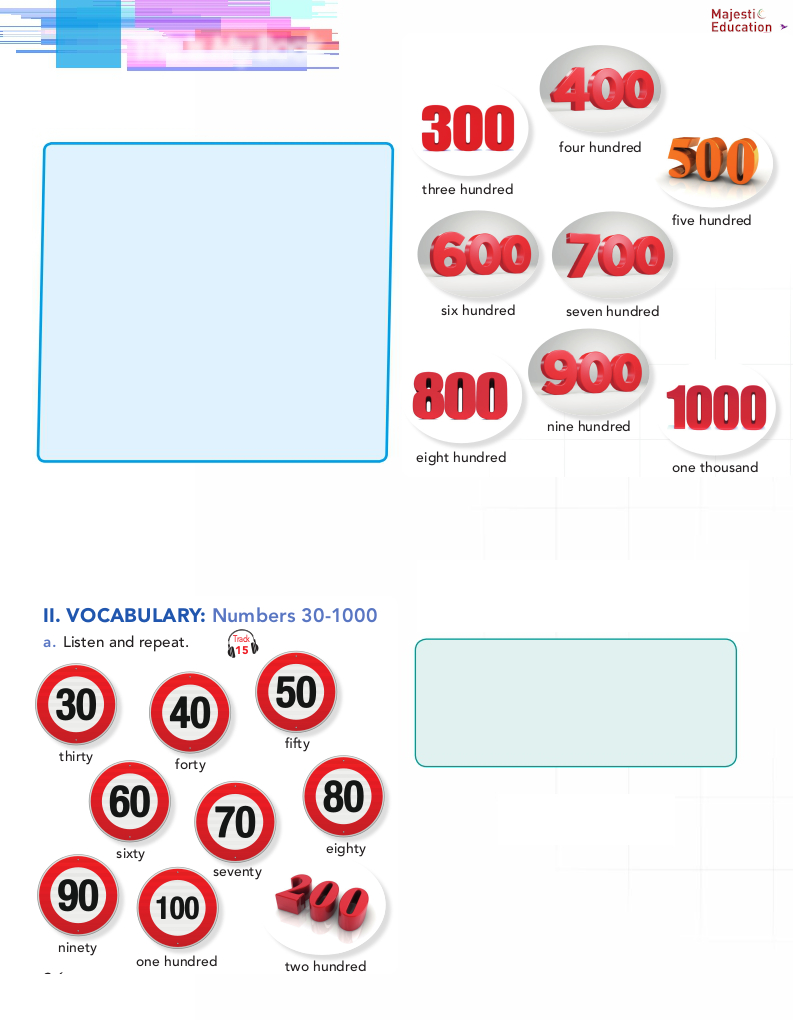 Majestic
Education
400
300
four hundred
500
three hundred
five hundred
600
700
six hundred
seven hundred
900
800
1000
nine hundred
eight hundred
one thousand
II. VOCABULARY: Numbers 30-1000
a. Listen and repeat.
Track
15
30
40
50
thirty
forty
fifty
60
70
80
sixty
seventy
eighty
90
100
200
ninety
one hundred
two hundred